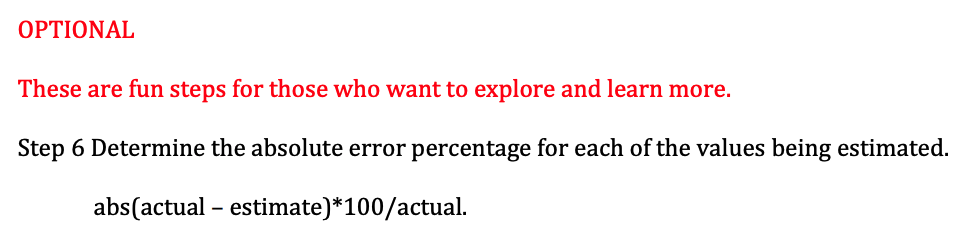 OPTIONAL
These are fun steps for those who want to explore and learn more.
Step 6 Determine the absolute error percentage for each of the values being estimated.
abs(actual – estimate)*100/actual.